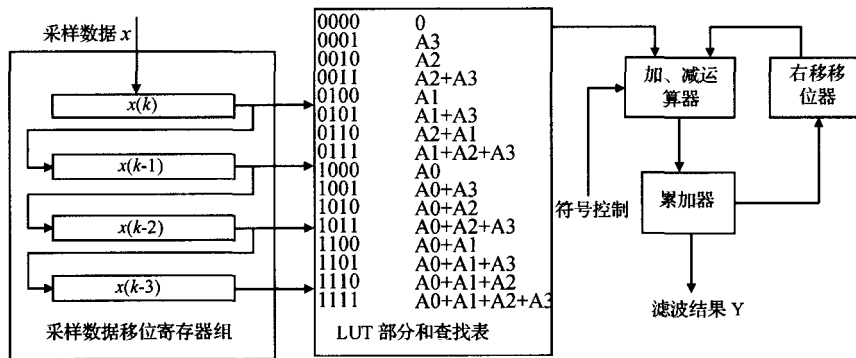 采样数据 x
x(k)
x(k-1)
x(k-2)
x(k-3)
采样数据移位寄存器组
0000 0
0001 A3
0010 A2
0011 A2+A3
0100 A1
0101 A1+A3
0110 A2+A1
0111 A1+A2+A3
1000 A0
1001 A0+A3
1010 A0+A2
1011 A0+A2+A3
1100 A0+A1
1101 A0+A1+A3
1110 A0+A1+A2
1111 A0+A1+A2+A3
LUT 部分和查找表
加、减运
算器
右移移
位器
符号控制
累加器
滤波结果 Y